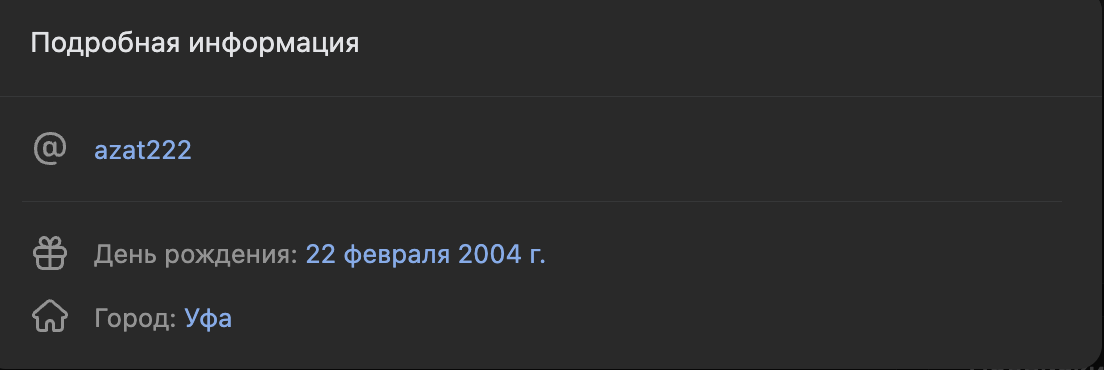 Подробная информация
@ azat222
День рождения: 22 февраля 2004 г.
Город: Уфа